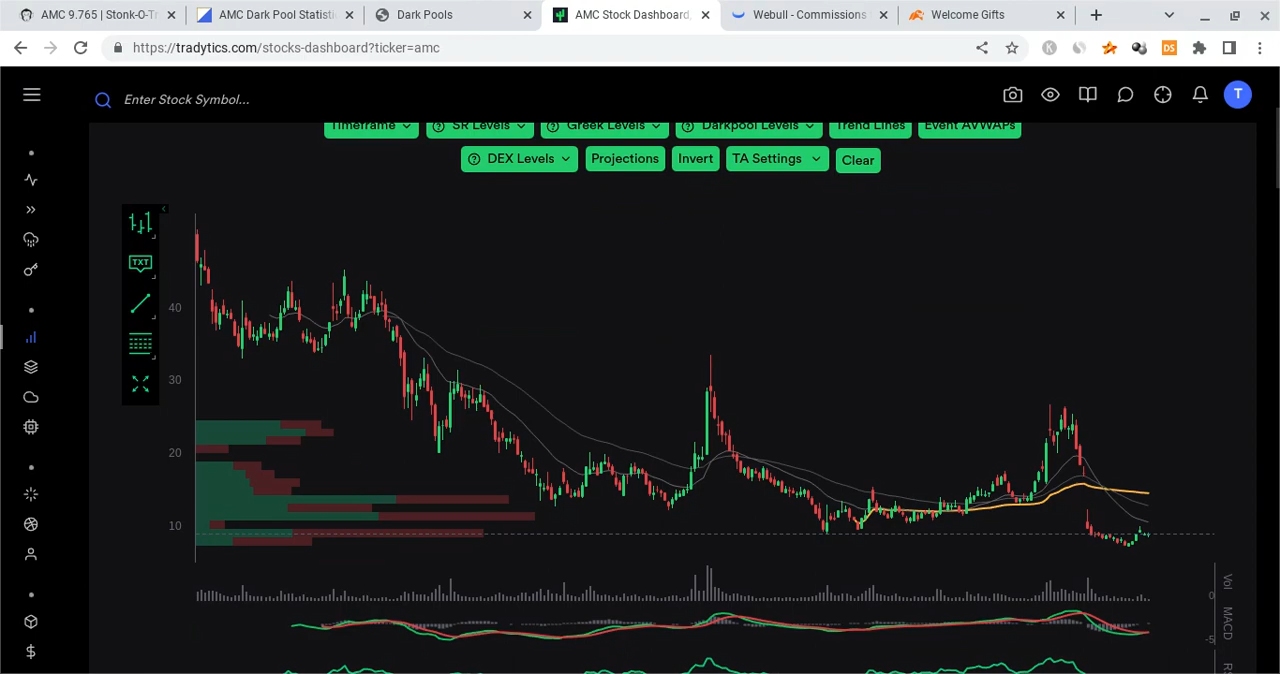 AMC 9.765 | Stonk-O-Tr
AMC Dark Pool Statisti
Dark Pools
AMC Stock Dashboard,
Webull - Commissions
Welcome Gifts
https://tradytics.com/stocks-dashboard?ticker=amc
K
DS
Enter Stock Symbol...
T
Timeframe
SR Levels
Greek Levels
Darkpool Levels
Trend Lines
Event AVWAPs
DEX Levels
Projections
Invert
TA Settings
Clear
TXT
40
30
20
10
Vol
0
MACD
-5
RS